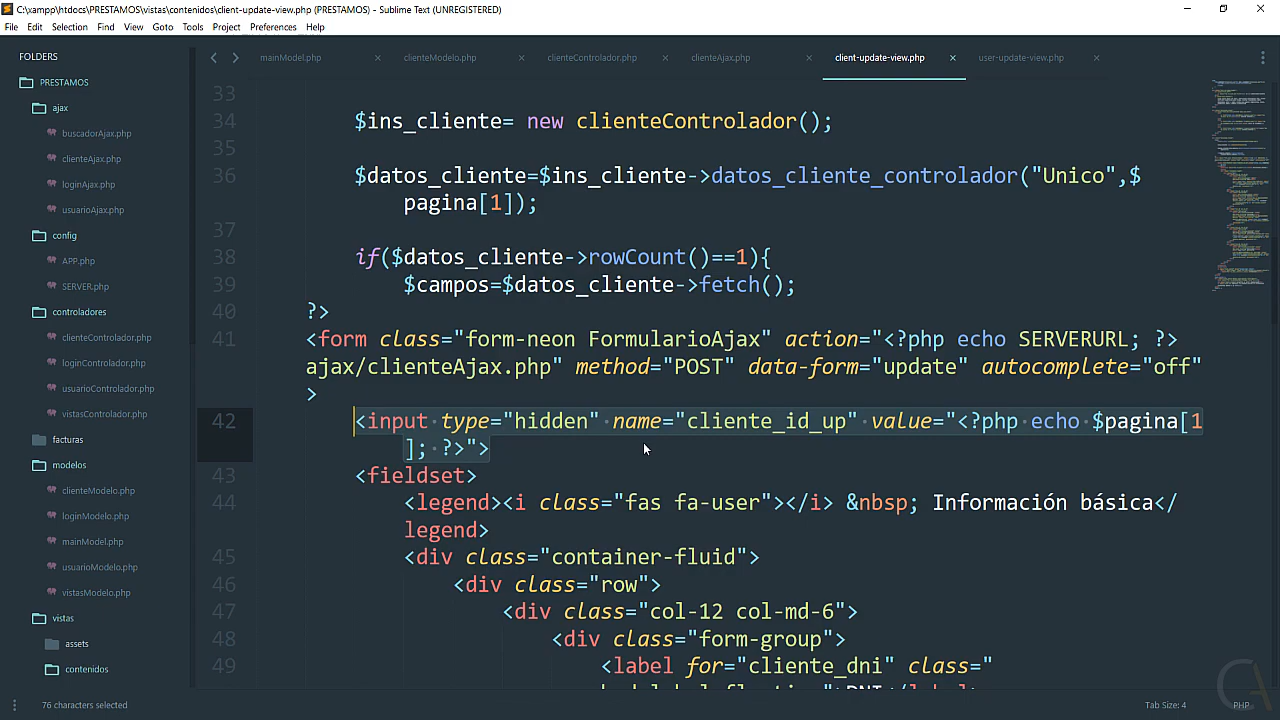 C:\xampp\htdocs\PRESTAMOS\vistas\contenidos\client-update-view.php (PRESTAMOS) - Sublime Text (UNREGISTERED)
File Edit Selection Find View Goto Tools Project Preferences Help
FOLDERS
PRESTAMOS
ajax
buscadorAjax.php
clienteAjax.php
loginAjax.php
usuarioAjax.php
config
APP.php
SERVER.php
controladores
clienteControlador.php
loginControlador.php
usuarioControlador.php
vistasControlador.php
facturas
modelos
clienteModelo.php
loginModelo.php
mainModel.php
usuarioModelo.php
vistasModelo.php
vistas
assets
contenidos
mainModel.php clienteModelo.php clienteControlador.php clienteAjax.php client-update-view.php user-update-view.php
33
34 $ins_cliente= new clienteControlador();
35
36 $datos_cliente=$ins_cliente->datos_cliente_controlador("Unico",$
pagina[1]);
37
38 if($datos_cliente->rowCount()==1){
39 $campos=$datos_cliente->fetch();
40 ?>
41 <form class="form-neon FormularioAjax" action="<?php echo SERVERURL; ?>
ajax/clienteAjax.php" method="POST" data-form="update" autocomplete="off"
>
42 <input type="hidden" name="cliente_id_up" value="<?php echo $pagina[1
]; ?>">
43 <fieldset>
44 <legend><i class="fas fa-user"></i> &nbsp; Información básica</
legend>
45 <div class="container-fluid">
46 <div class="row">
47 <div class="col-12 col-md-6">
48 <div class="form-group">
49 <label for="cliente_dni" class="
76 characters selected Tab Size: 4 PHP